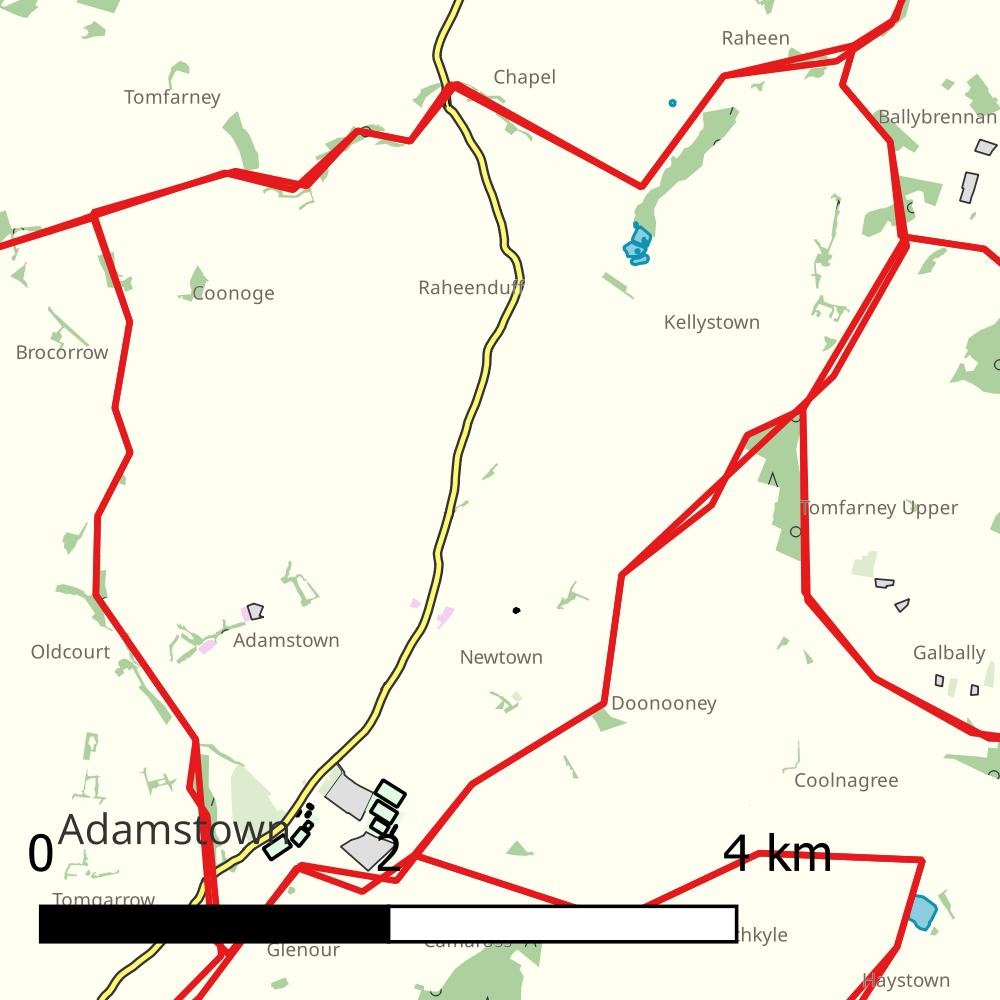 Raheen
Chapel
Tomfarney
Ballybrennan
Raheenduff
Coonoge
Kellystown
Brocorrow
Tomfarney Upper
Adamstown
Oldcourt
Newtown
Galbally
Doonooney
Coolnagree
Adamstown
0
2
4 km
Tomgarrow
Glenour
Camaross
Haystown